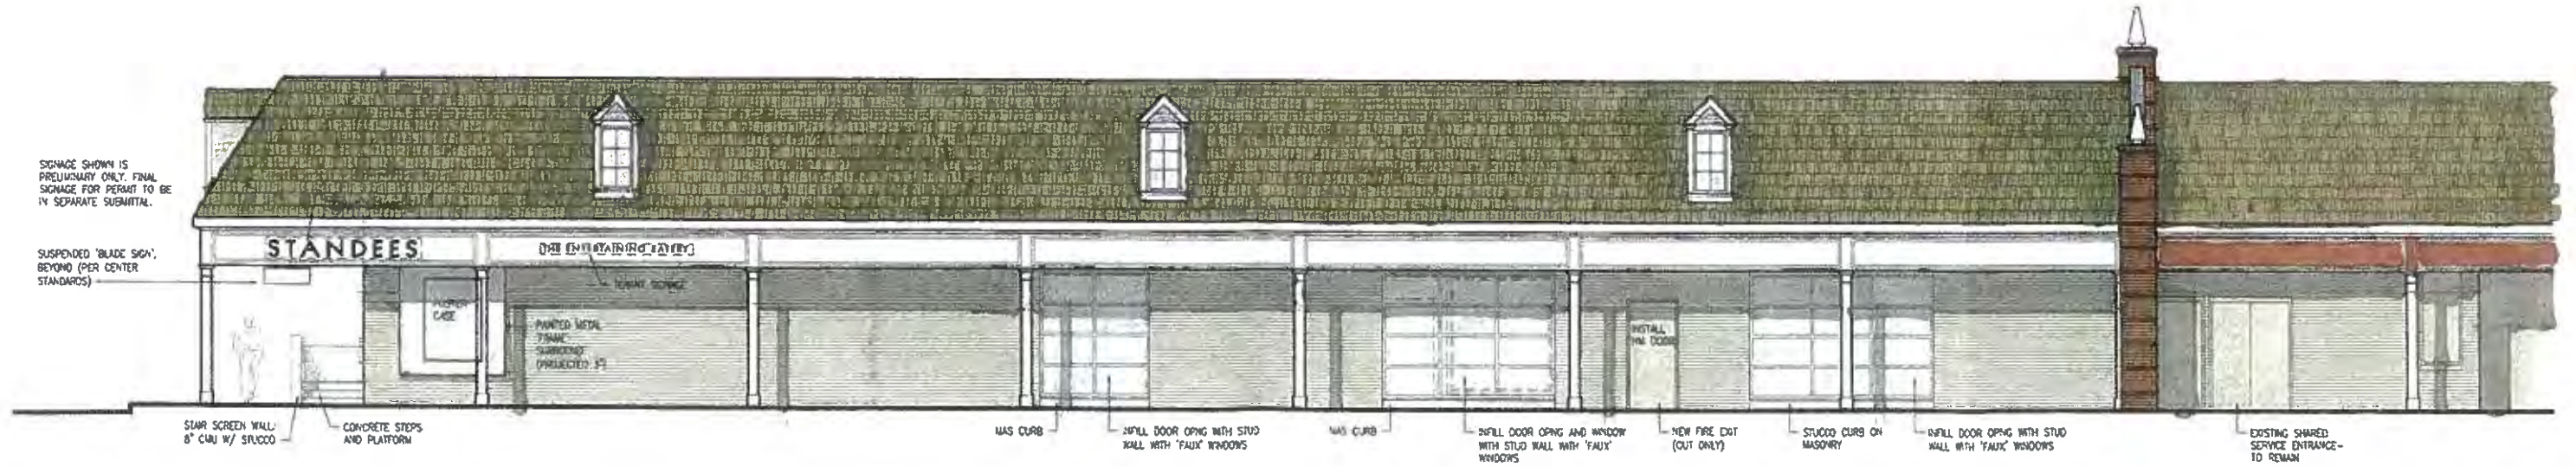 SIGNAGE SHOWN IS
PRELIMINARY ONLY. FINAL
SIGNAGE FOR PERMIT TO BE
IN SEPARATE SUBMITTAL.
SUSPENDED 'BLADE SIGN',
BEYOND (PER CENTER
STANDARDS)
STANDEES
TENANT SIGNAGE
POSTER
CASE
PAINTED METAL
SURROUND
INSTALL
HM DOOR
STAIR SCREEN WALL:
8" CMU W/ STUCCO
CONCRETE STEPS
AND PLATFORM
MAS CURB
INFILL DOOR OPNG WITH STUD
WALL WITH 'FAUX' WINDOWS
MAS CURB
INFILL DOOR OPNG AND WINDOW
WITH STUD WALL WITH 'FAUX'
WINDOWS
NEW FIRE EXIT
(OUT ONLY)
STUCCO CURB ON
MASONRY
INFILL DOOR OPNG WITH STUD
WALL WITH 'FAUX' WINDOWS
EXISTING SHARED
SERVICE ENTRANCE-
TO REMAIN